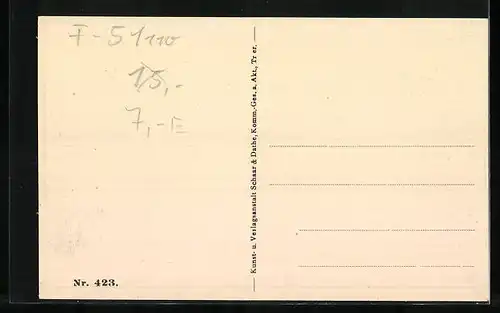 F-51110
15,-
7,-E
Kunst- u. Verlagsanstalt Schaar & Dathe, Komm.-Ges. a. Akt., Trier.
Nr. 423.